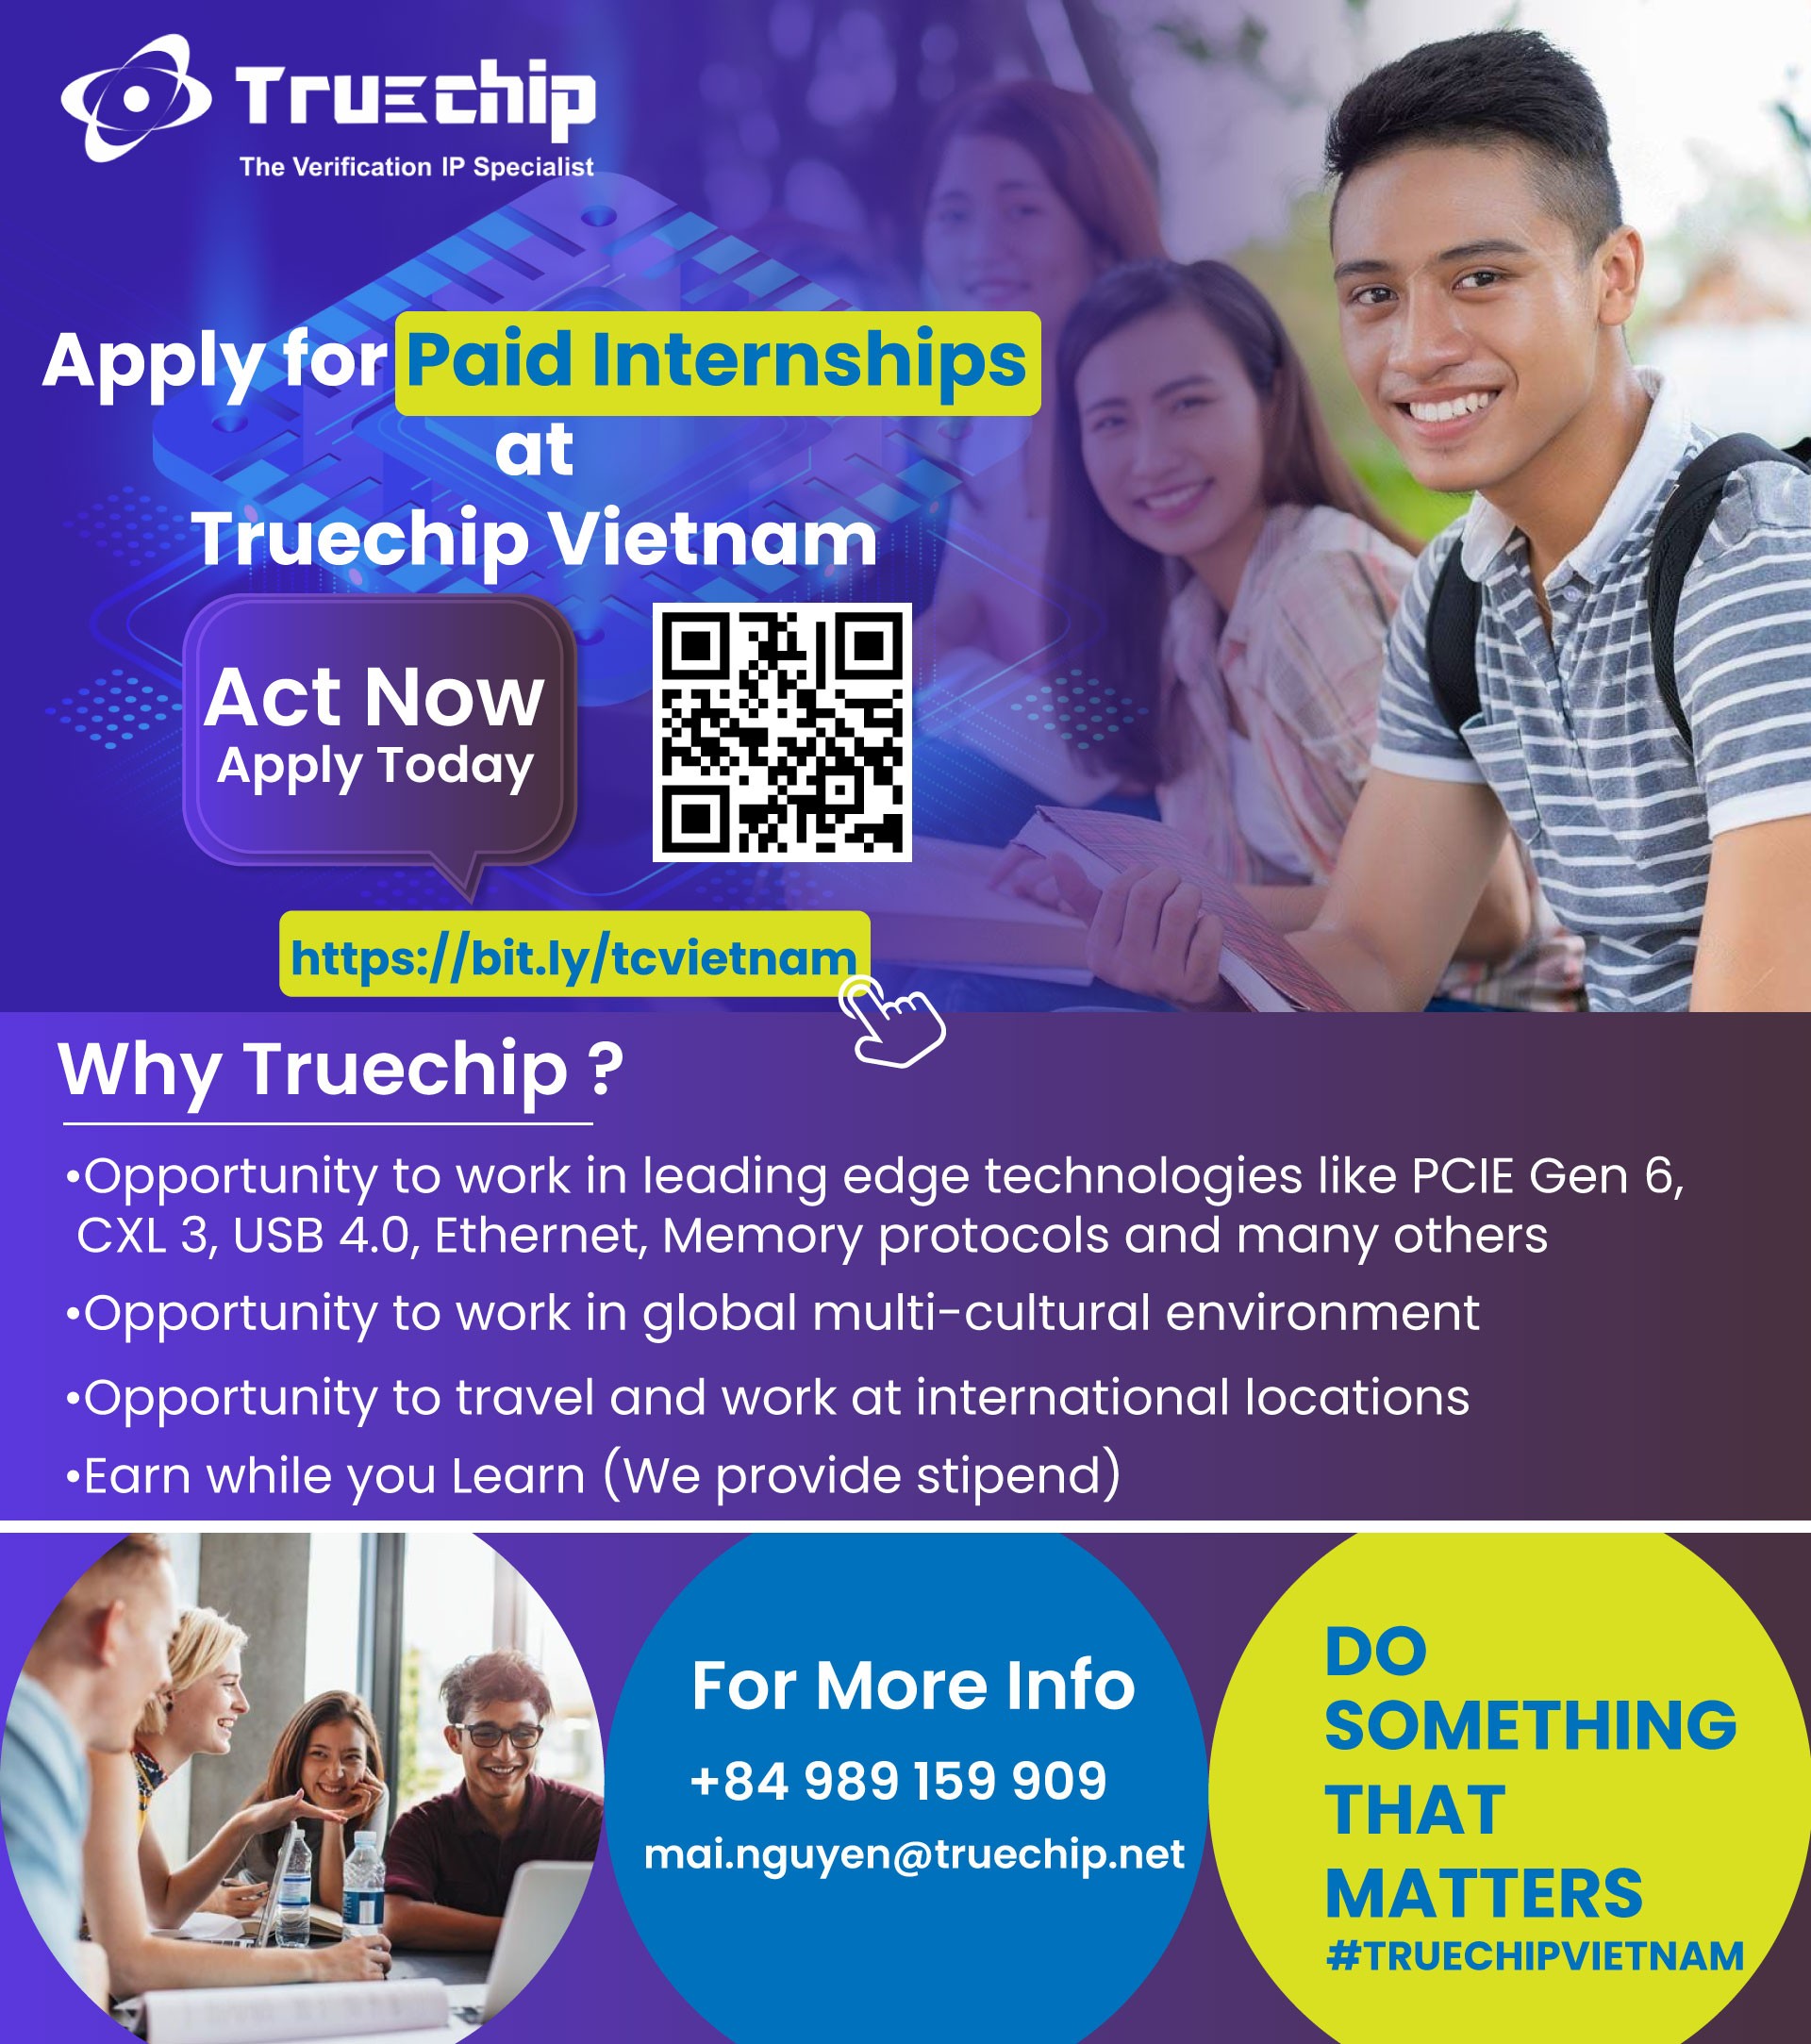 Truechip
The Verification IP Specialist
Apply for Paid Internships
at
Truechip Vietnam
Act Now
Apply Today
https://bit.ly/tcvietnam
Why Truechip ?
•Opportunity to work in leading edge technologies like PCIE Gen 6,
CXL 3, USB 4.0, Ethernet, Memory protocols and many others
•Opportunity to work in global multi-cultural environment
•Opportunity to travel and work at international locations
•Earn while you Learn (We provide stipend)
For More Info
+84 989 159 909
mai.nguyen@truechip.net
DO
SOMETHING
THAT
MATTERS
#TRUECHIPVIETNAM